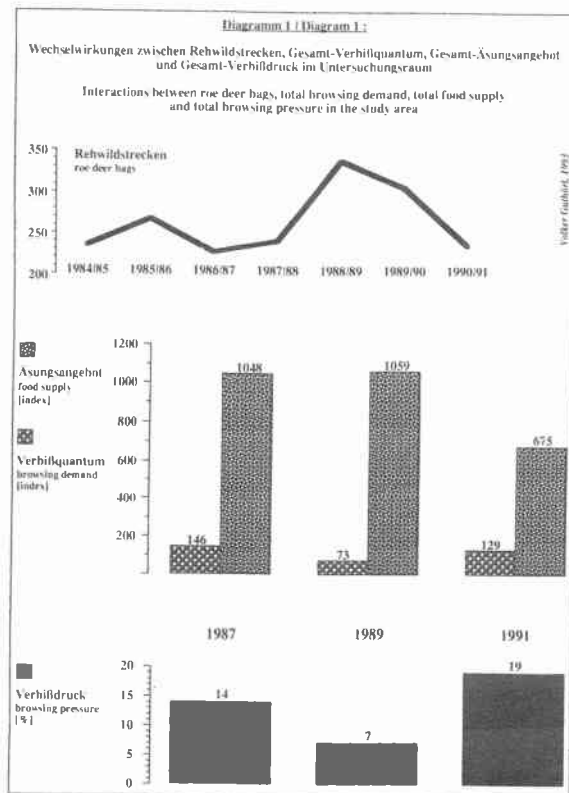 Diagramm 1 / Diagram 1 :
Wechselwirkungen zwischen Rehwildstrecken, Gesamt-Verbißquantum, Gesamt-Äsungsangebot
und Gesamt-Verbißdruck im Untersuchungsraum
Interactions between roe deer bags, total browsing demand, total food supply
and total browsing pressure in the study area
Rehwildstrecken
roe deer bags
350
300
250
200
1984/85 1985/86 1986/87 1987/88 1988/89 1989/90 1990/91
Volker Guthörl, 1993
Äsungsangebot
food supply
[index]
Verbißquantum
browsing demand
[index]
1200
1000
800
600
400
200
146 1048 73 1059 129 675
1987 1989 1991
Verbißdruck
browsing pressure
[%]
20
15
10
5
0
14 7 19